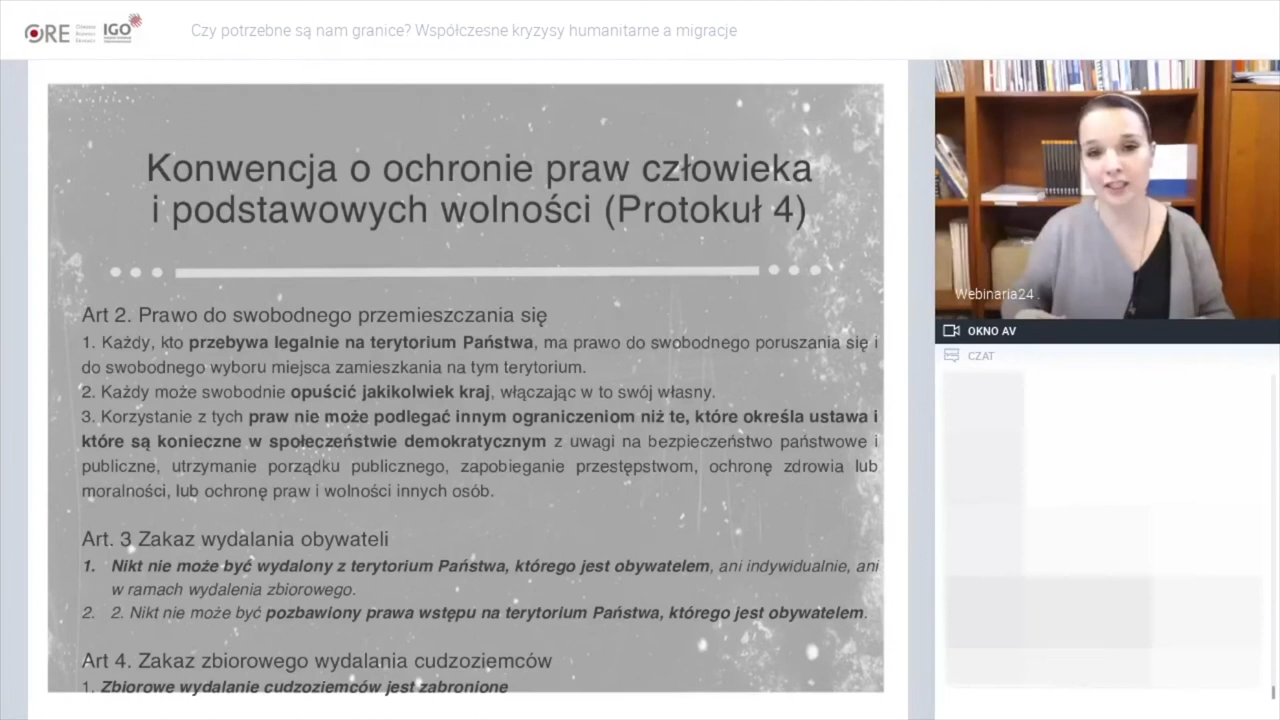 ORE
IGO
Czy potrzebne są nam granice? Współczesne kryzysy humanitarne a migracje
Konwencja o ochronie praw człowieka
i podstawowych wolności (Protokuł 4)
Art 2. Prawo do swobodnego przemieszczania się
1. Każdy, kto przebywa legalnie na terytorium Państwa, ma prawo do swobodnego poruszania się i
do swobodnego wyboru miejsca zamieszkania na tym terytorium.
2. Każdy może swobodnie opuścić jakikolwiek kraj, włączając w to swój własny.
3. Korzystanie z tych praw nie może podlegać innym ograniczeniom niż te, które określa ustawa i
które są konieczne w społeczeństwie demokratycznym z uwagi na bezpieczeństwo państwowe i
publiczne, utrzymanie porządku publicznego, zapobieganie przestępstwom, ochronę zdrowia lub
moralności, lub ochronę praw i wolności innych osób.
Art. 3 Zakaz wydalania obywateli
1. Nikt nie może być wydalony z terytorium Państwa, którego jest obywatelem, ani indywidualnie, ani
w ramach wydalenia zbiorowego.
2. 2. Nikt nie może być pozbawiony prawa wstępu na terytorium Państwa, którego jest obywatelem.
Art 4. Zakaz zbiorowego wydalania cudzoziemców
1. Zbiorowe wydalanie cudzoziemców jest zabronione
Webinaria24 .
OKNO AV
CZAT